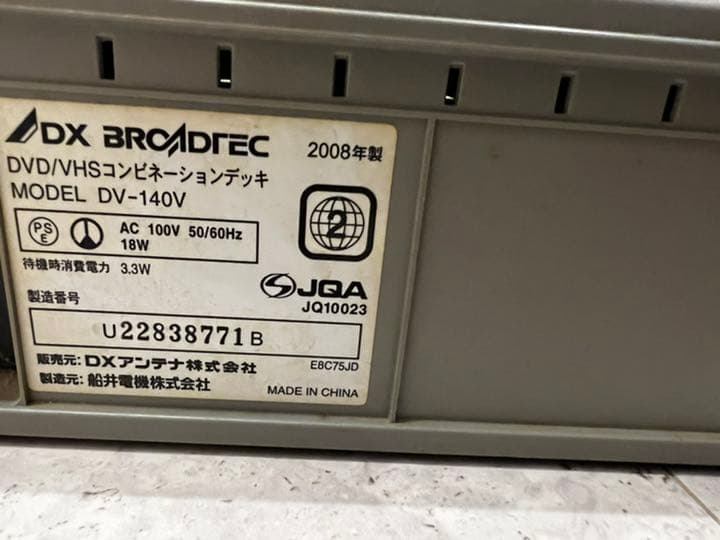 DX BROADTEC
2008年製
DVD/VHSコンビネーションデッキ
MODEL DV-140V
2
PSE
AC 100V 50/60Hz
18W
待機時消費電力 3.3W
JQA
JQ10023
製造番号
U22838771B
販売元: DXアンテナ株式会社
E8C75JD
製造元: 船井電機株式会社
MADE IN CHINA